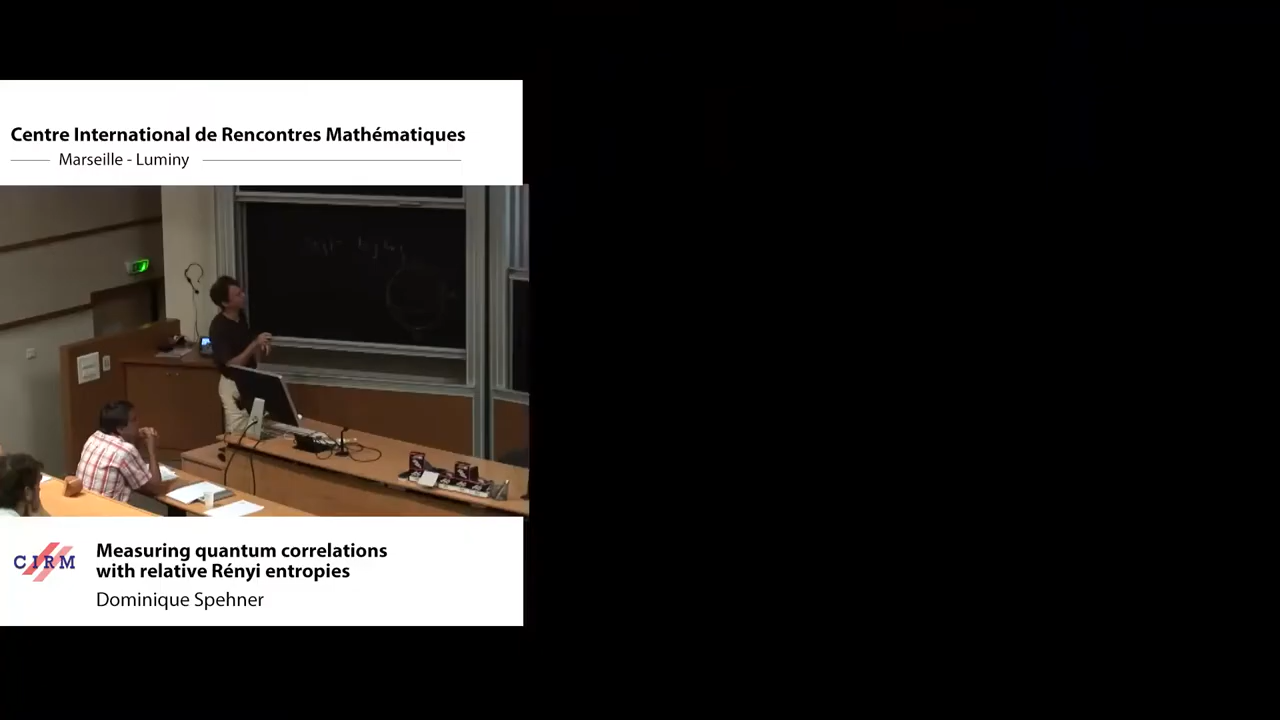 Centre International de Rencontres Mathématiques
Marseille - Luminy
CIRM
Measuring quantum correlations
with relative Rényi entropies
Dominique Spehner